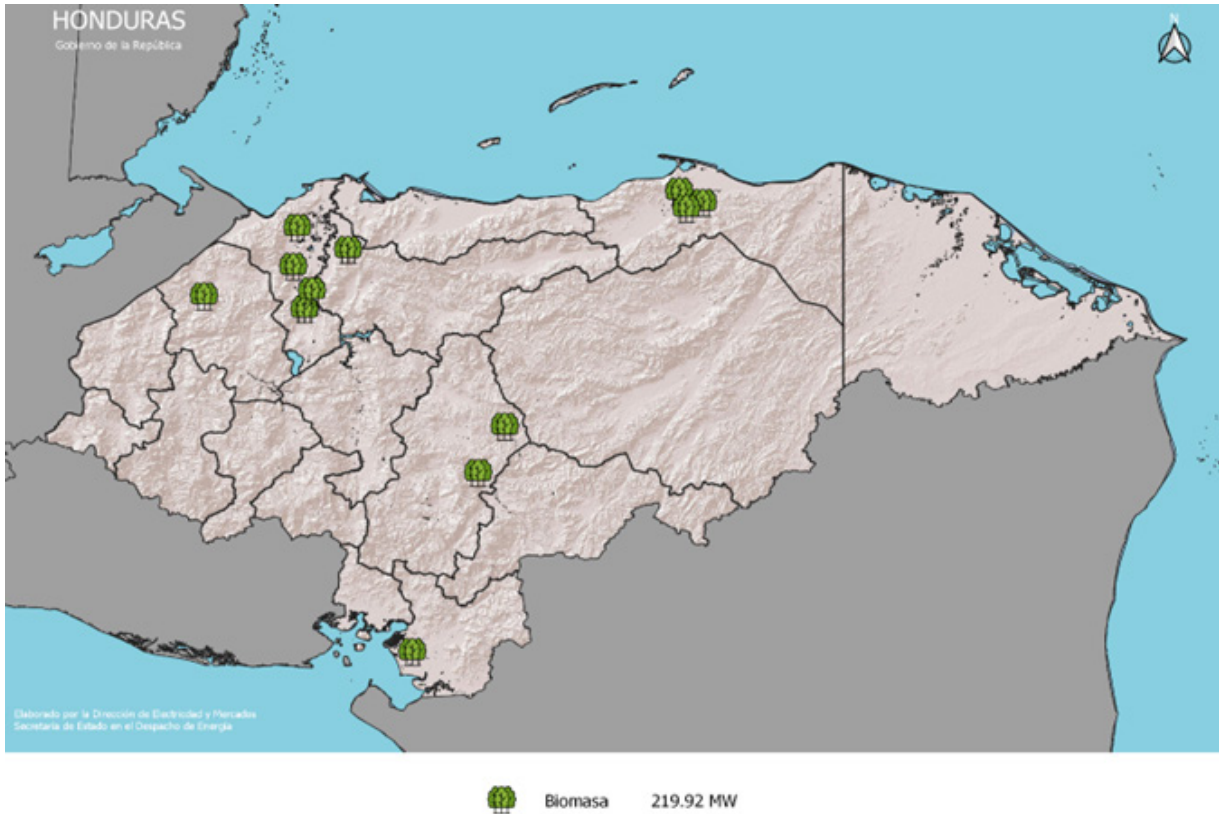 HONDURAS
Gobierno de la República
N
Elaborado por la Dirección de Electricidad y Mercados
Secretaría de Estado en el Despacho de Energía
Biomasa 219.92 MW